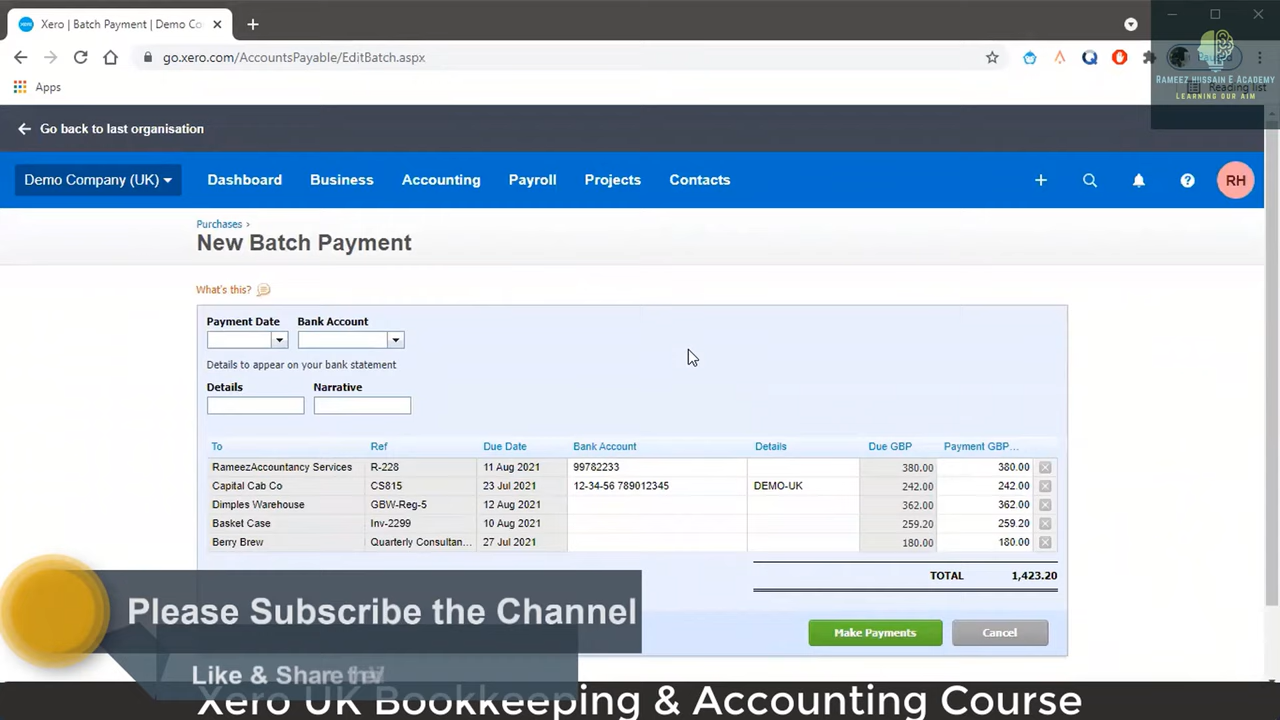 Xero | Batch Payment | Demo Co
go.xero.com/AccountsPayable/EditBatch.aspx
RAMEEZ HUSSAIN E ACADEMY
LEARNING OUR AIM
Apps
Reading list
Go back to last organisation
Demo Company (UK) Dashboard Business Accounting Payroll Projects Contacts RH
Purchases ›
New Batch Payment
What's this?
Payment Date Bank Account
Details to appear on your bank statement
Details Narrative
To Ref Due Date Bank Account Details Due GBP Payment GBP...
RameezAccountancy Services R-228 11 Aug 2021 99782233 380.00 380.00
Capital Cab Co CS815 23 Jul 2021 12-34-56 789012345 DEMO-UK 242.00 242.00
Dimples Warehouse GBW-Reg-5 12 Aug 2021 362.00 362.00
Basket Case Inv-2299 10 Aug 2021 259.20 259.20
Berry Brew Quarterly Consultan... 27 Jul 2021 180.00 180.00
TOTAL 1,423.20
Please Subscribe the Channel
Make Payments Cancel
Like & Share
Xero UK Bookkeeping & Accounting Course